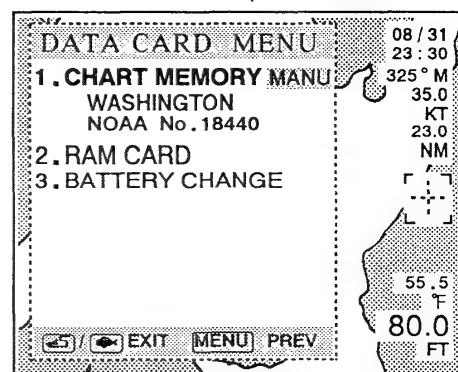 DATA CARD MENU
1.CHART MEMORY MANU
WASHINGTON
NOAA No.18440
2.RAM CARD
3.BATTERY CHANGE
/ EXIT MENU PREV
08/31
23:30
325°M
35.0
KT
23.0
NM
55.5
°F
80.0
FT